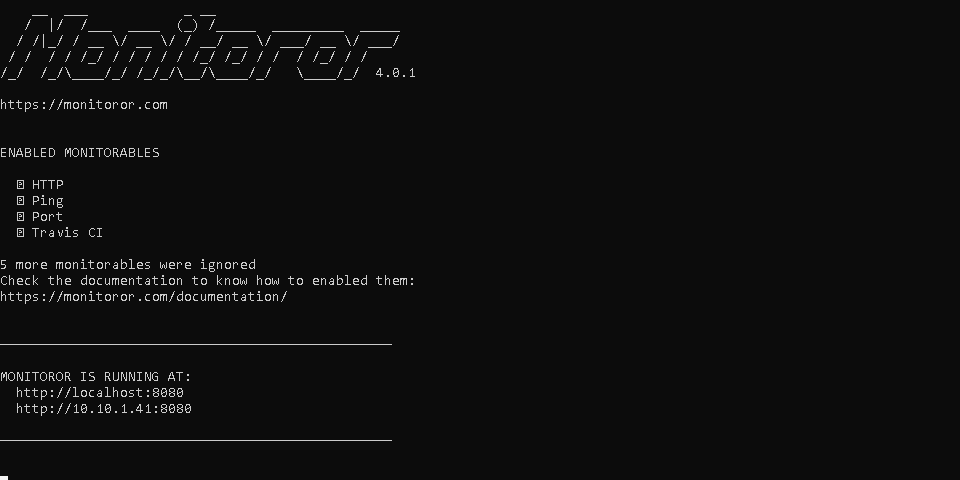 Monitoror 4.0.1
https://monitoror.com
ENABLED MONITORABLES
HTTP
Ping
Port
Travis CI
5 more monitorables were ignored
Check the documentation to know how to enabled them:
https://monitoror.com/documentation/
MONITOROR IS RUNNING AT:
http://localhost:8080
http://10.10.1.41:8080